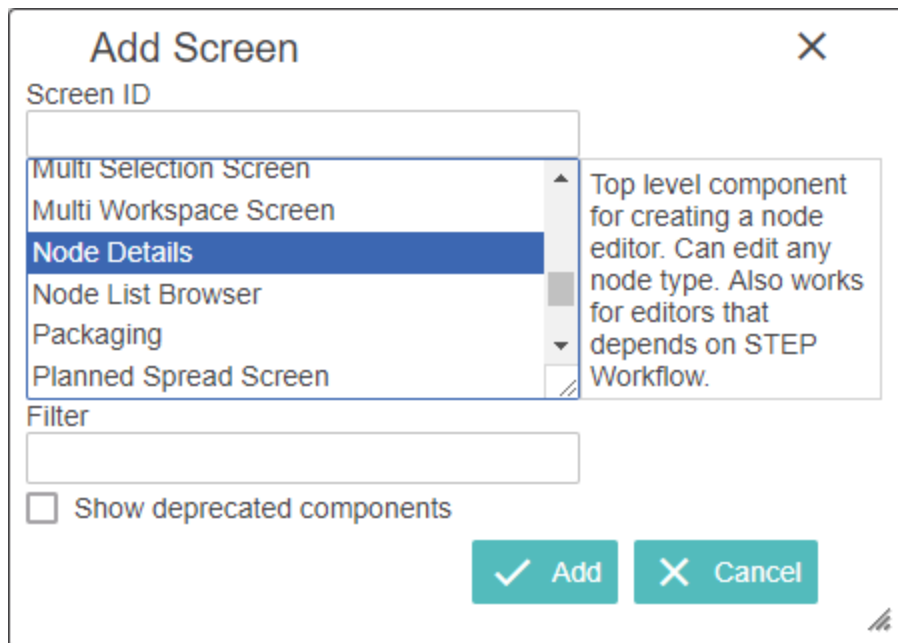 Add Screen
Screen ID
Multi Selection Screen
Multi Workspace Screen
Node Details
Node List Browser
Packaging
Planned Spread Screen
Top level component
for creating a node
editor. Can edit any
node type. Also works
for editors that
depends on STEP
Workflow.
Filter
Show deprecated components
Add
Cancel